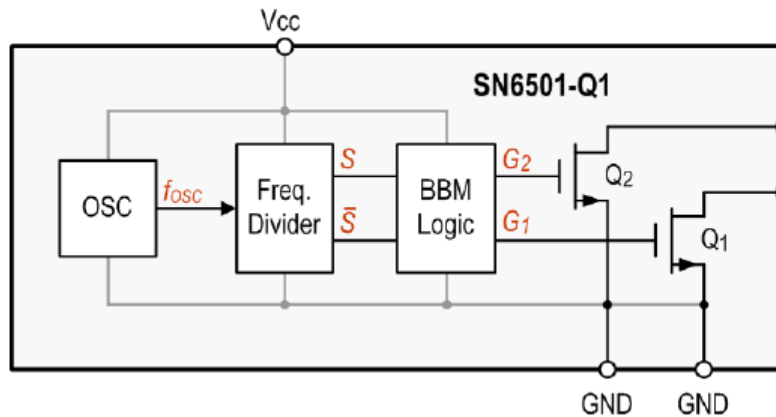 Vcc
SN6501-Q1
OSC
fOSC
Freq.
Divider
S
S̅
BBM
Logic
G2
G1
Q2
Q1
GND
GND